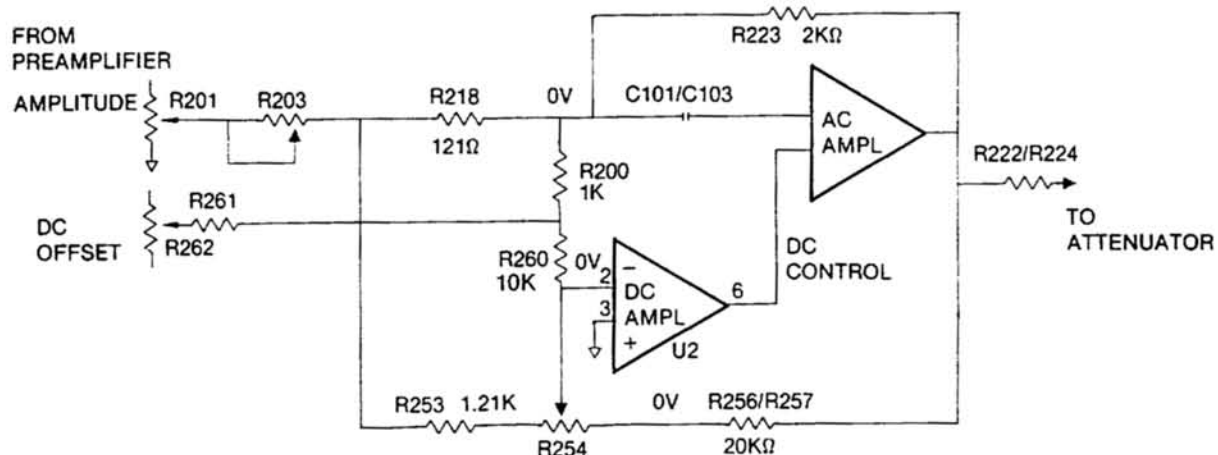 R223 2KΩ
FROM
PREAMPLIFIER
AMPLITUDE
R201
R203
R218
121Ω
0V
C101/C103
AC
AMPL
R222/R224
TO
ATTENUATOR
R200
1K
R261
DC
OFFSET
R262
R260
10K
0V
2
3
−
DC
AMPL
+
U2
6
DC
CONTROL
R253 1.21K
R254
0V
R256/R257
20KΩ